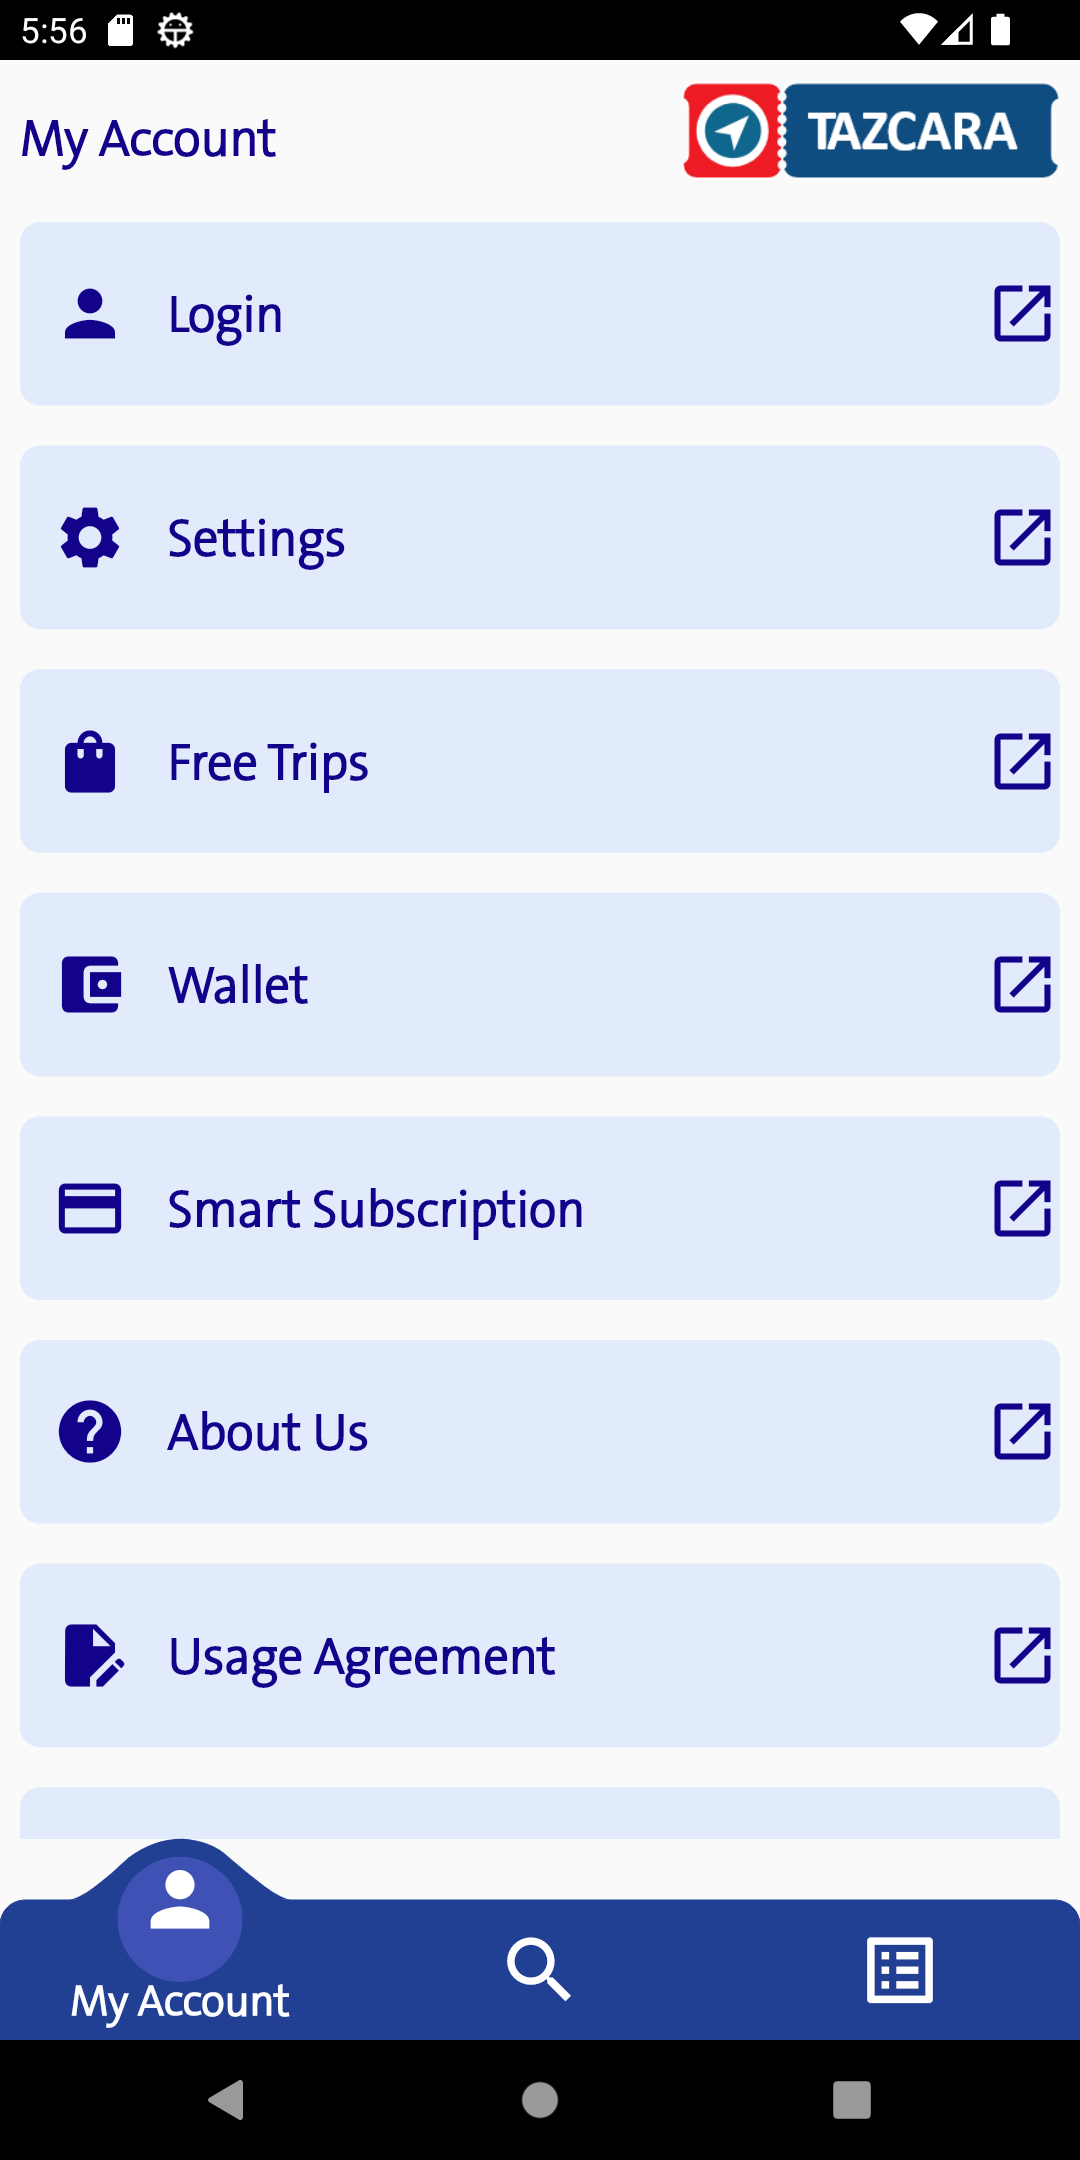 5:56
My Account
TAZCARA
Login
Settings
Free Trips
Wallet
Smart Subscription
About Us
Usage Agreement
My Account